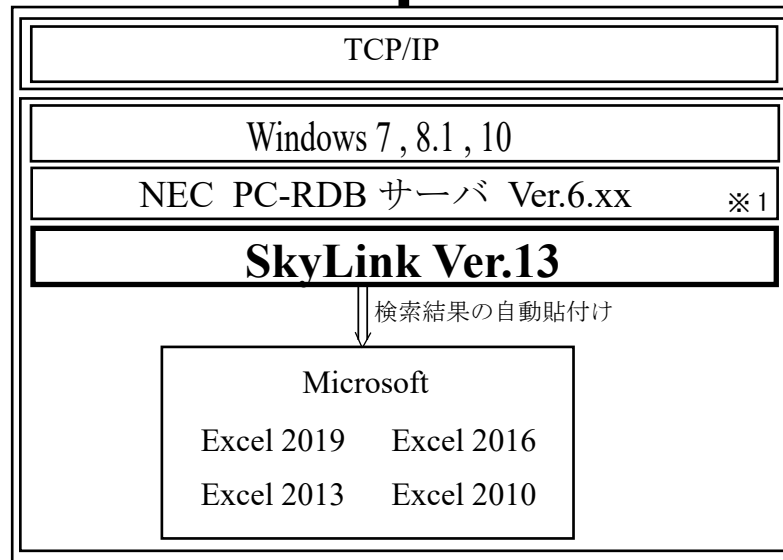 TCP/IP
Windows 7 , 8.1 , 10
NEC PC-RDB サーバ Ver.6.xx ※1
SkyLink Ver.13
検索結果の自動貼付け
Microsoft
Excel 2019 Excel 2016
Excel 2013 Excel 2010